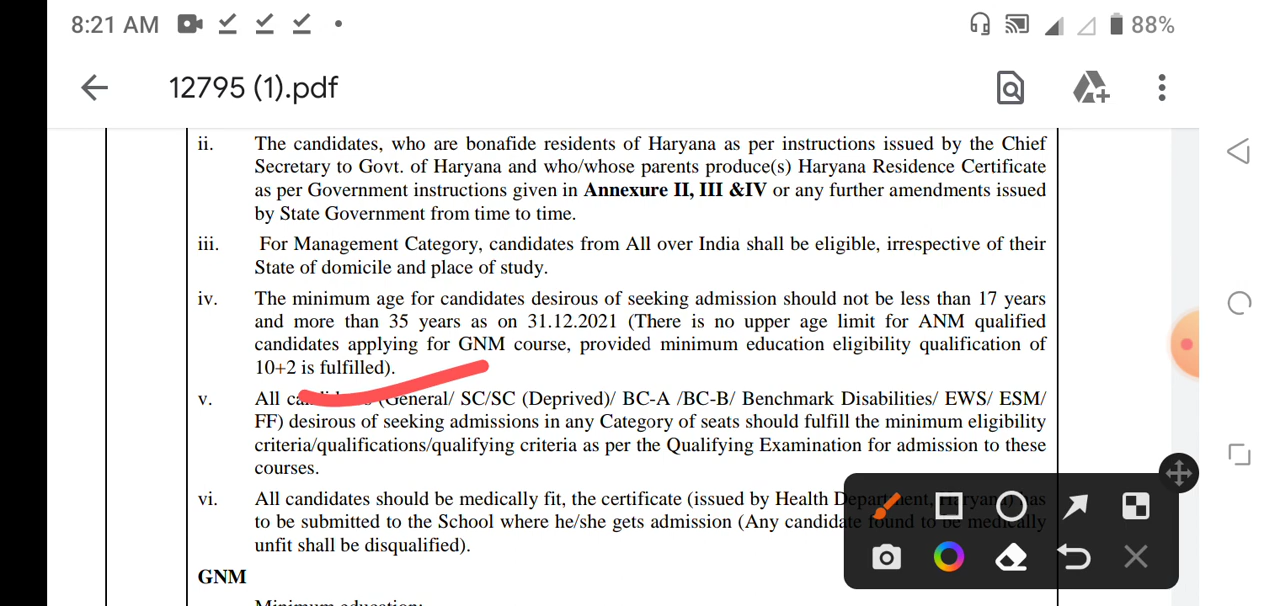 8:21 AM
88%
12795 (1).pdf
ii. The candidates, who are bonafide residents of Haryana as per instructions issued by the Chief
Secretary to Govt. of Haryana and who/whose parents produce(s) Haryana Residence Certificate
as per Government instructions given in Annexure II, III &IV or any further amendments issued
by State Government from time to time.
iii. For Management Category, candidates from All over India shall be eligible, irrespective of their
State of domicile and place of study.
iv. The minimum age for candidates desirous of seeking admission should not be less than 17 years
and more than 35 years as on 31.12.2021 (There is no upper age limit for ANM qualified
candidates applying for GNM course, provided minimum education eligibility qualification of
10+2 is fulfilled).
v. All (General/ SC/SC (Deprived)/ BC-A /BC-B/ Benchmark Disabilities/ EWS/ ESM/
FF) desirous of seeking admissions in any Category of seats should fulfill the minimum eligibility
criteria/qualifications/qualifying criteria as per the Qualifying Examination for admission to these
courses.
vi. All candidates should be medically fit, the certificate (issued by Health Department, Haryana) has
to be submitted to the School where he/she gets admission (Any candidate found to be medically
unfit shall be disqualified).
GNM
Minimum education: